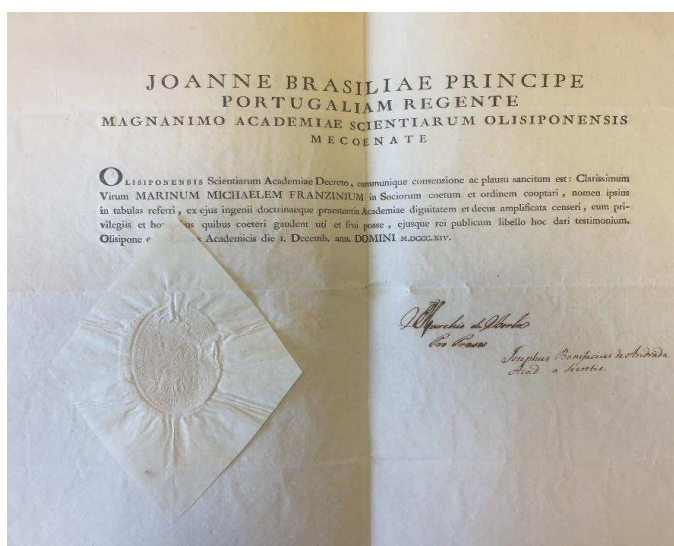 JOANNE BRASILIAE PRINCIPE
PORTUGALIAM REGENTE
MAGNANIMO ACADEMIAE SCIENTIARUM OLISIPONENSIS
MECOENATE
OLISIPONENSIS Scientiarum Academiae Decreto, communique consensione ac plausu sancitum est: Clarissimum
Virum MARINUM MICHAELEM FRANZINIUM in Sociorum coetum et ordinem cooptari, nomen ipsius
in tabulas referri, ex ejus ingenii doctrinaeque praestantia Academiae dignitatem et decus amplificata censeri, eum pri-
vilegiis et quibus coeteri gaudent uti et frui posse, ejusque rei publicum libello hoc dari testimonium.
Olisipone Academicis die 1. Decemb. ann. DOMINI M.DCCC.XIV.
Pro Prases
Josephus Bonifacius de Andrada
Acad. a secretis